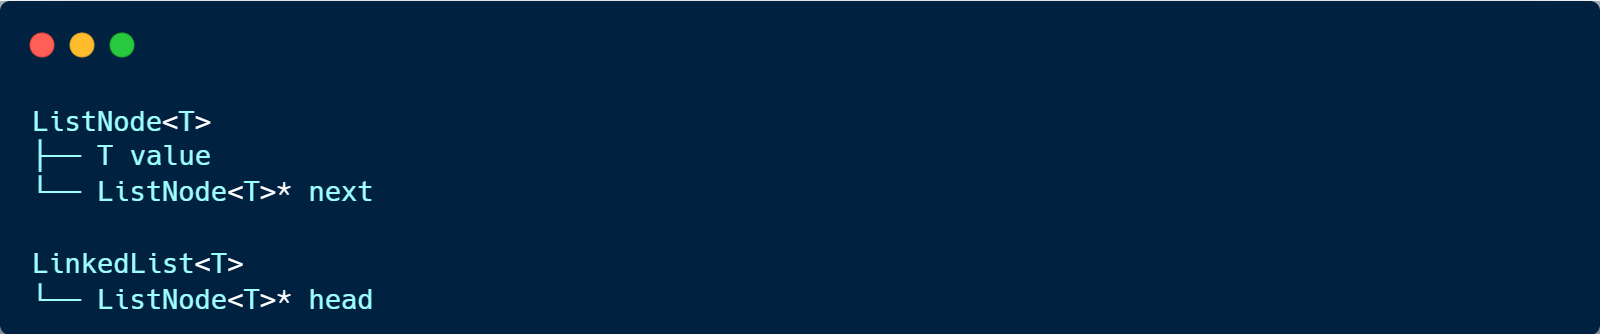 ListNode<T>
├── T value
└── ListNode<T>* next

LinkedList<T>
└── ListNode<T>* head